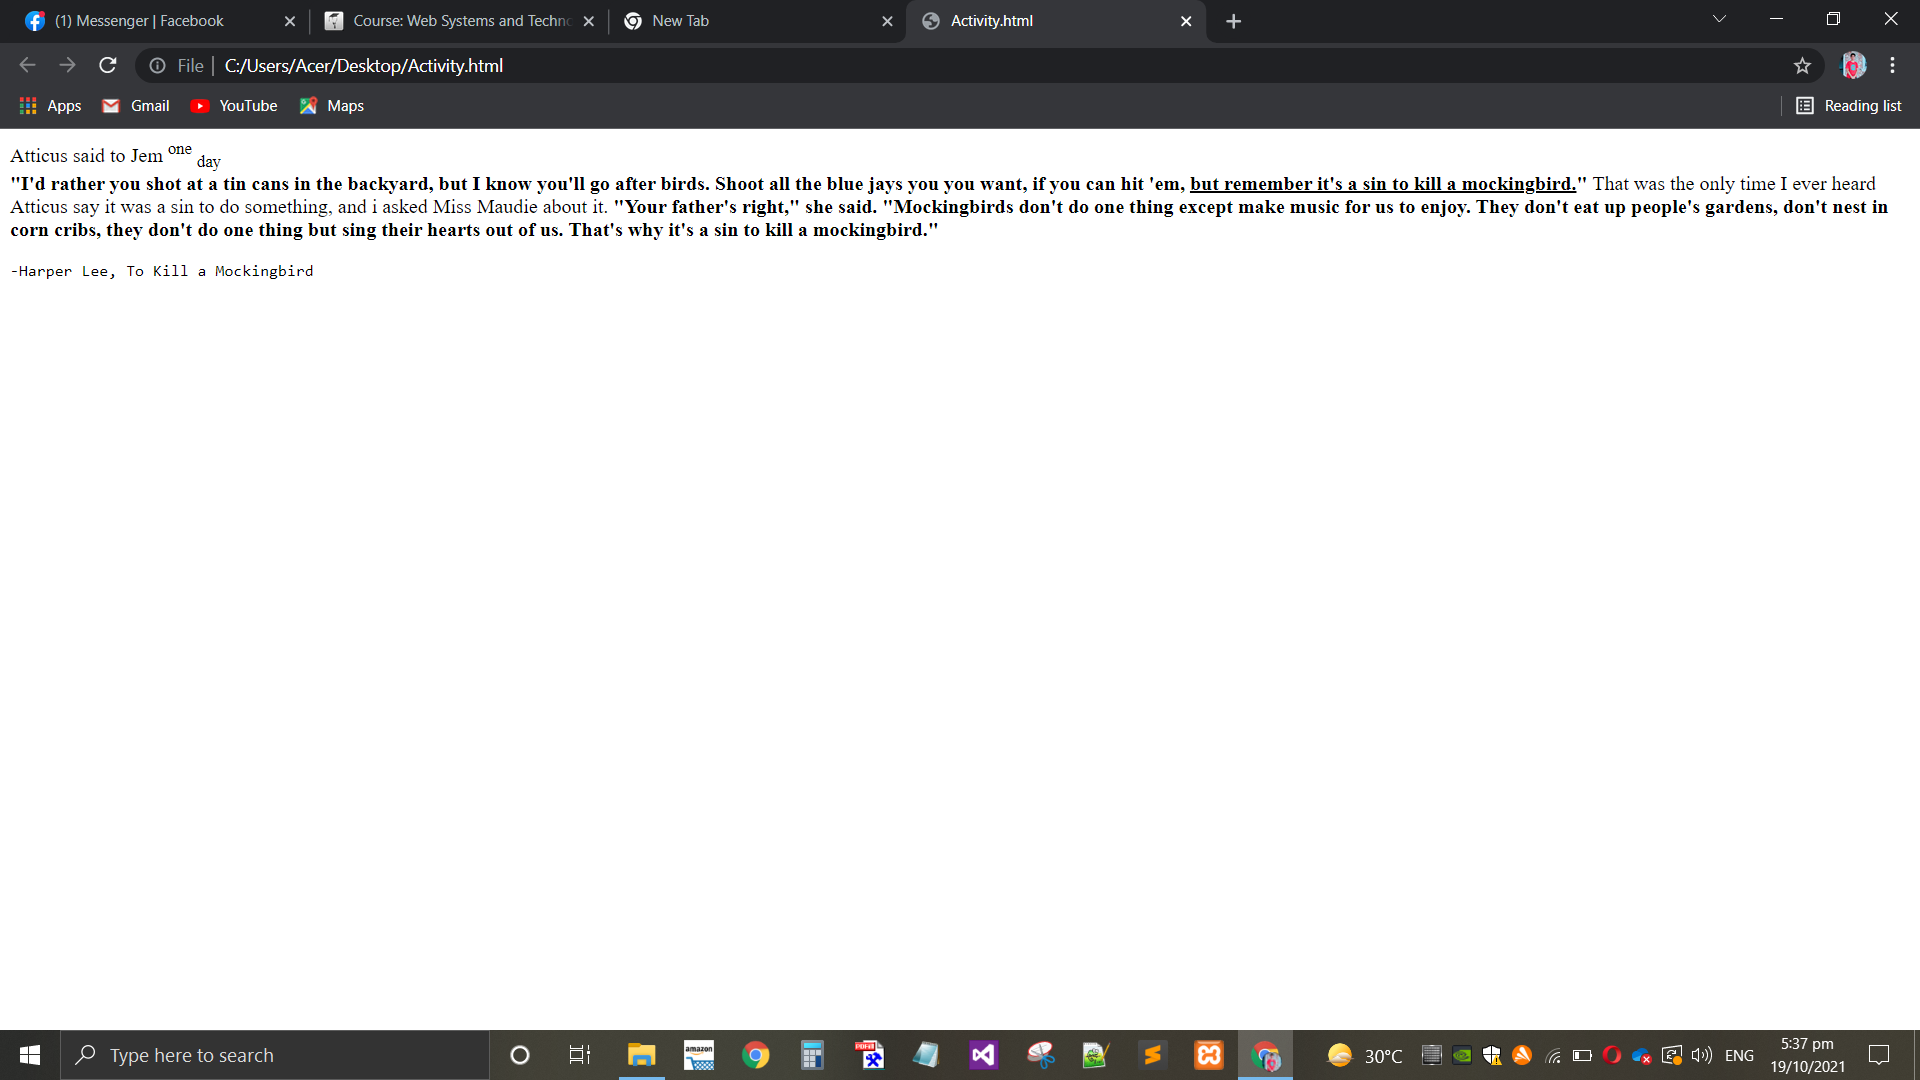 (1) Messenger | Facebook
Course: Web Systems and Techno
New Tab
Activity.html
File | C:/Users/Acer/Desktop/Activity.html
Apps Gmail YouTube Maps Reading list
Atticus said to Jem one day
"I'd rather you shot at a tin cans in the backyard, but I know you'll go after birds. Shoot all the blue jays you you want, if you can hit 'em, but remember it's a sin to kill a mockingbird." That was the only time I ever heard
Atticus say it was a sin to do something, and i asked Miss Maudie about it. "Your father's right," she said. "Mockingbirds don't do one thing except make music for us to enjoy. They don't eat up people's gardens, don't nest in
corn cribs, they don't do one thing but sing their hearts out of us. That's why it's a sin to kill a mockingbird."
-Harper Lee, To Kill a Mockingbird
Type here to search
amazon
PDFill
30°C
ENG
5:37 pm
19/10/2021